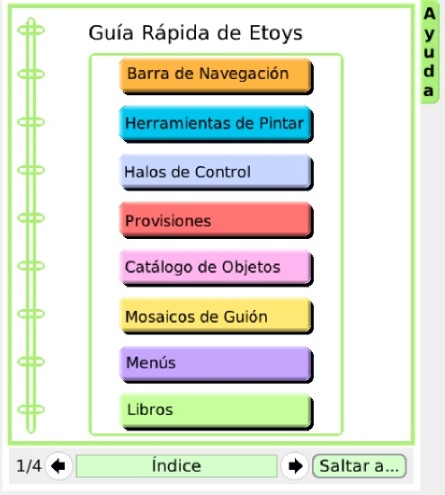 Guía Rápida de Etoys
Barra de Navegación
Herramientas de Pintar
Halos de Control
Provisiones
Catálogo de Objetos
Mosaicos de Guión
Menús
Libros
1/4 Índice Saltar a...
Ayuda